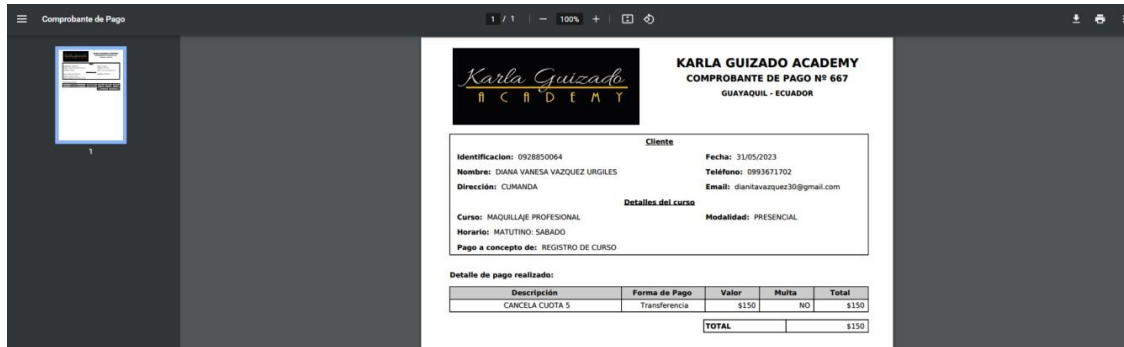 Comprobante de Pago
1 / 1
100%
1
Karla Guizado
ACADEMY
KARLA GUIZADO ACADEMY
COMPROBANTE DE PAGO Nº 667
GUAYAQUIL - ECUADOR
Cliente
Identificacion: 0928850064 Fecha: 31/05/2023
Nombre: DIANA VANESA VAZQUEZ URGILES Teléfono: 0993671702
Dirección: CUMANDA Email: dianitavazquez30@gmail.com
Detalles del curso
Curso: MAQUILLAJE PROFESIONAL Modalidad: PRESENCIAL
Horario: MATUTINO: SABADO
Pago a concepto de: REGISTRO DE CURSO
Detalle de pago realizado:
Descripción Forma de Pago Valor Multa Total
CANCELA CUOTA 5 Transferencia $150 NO $150
TOTAL $150